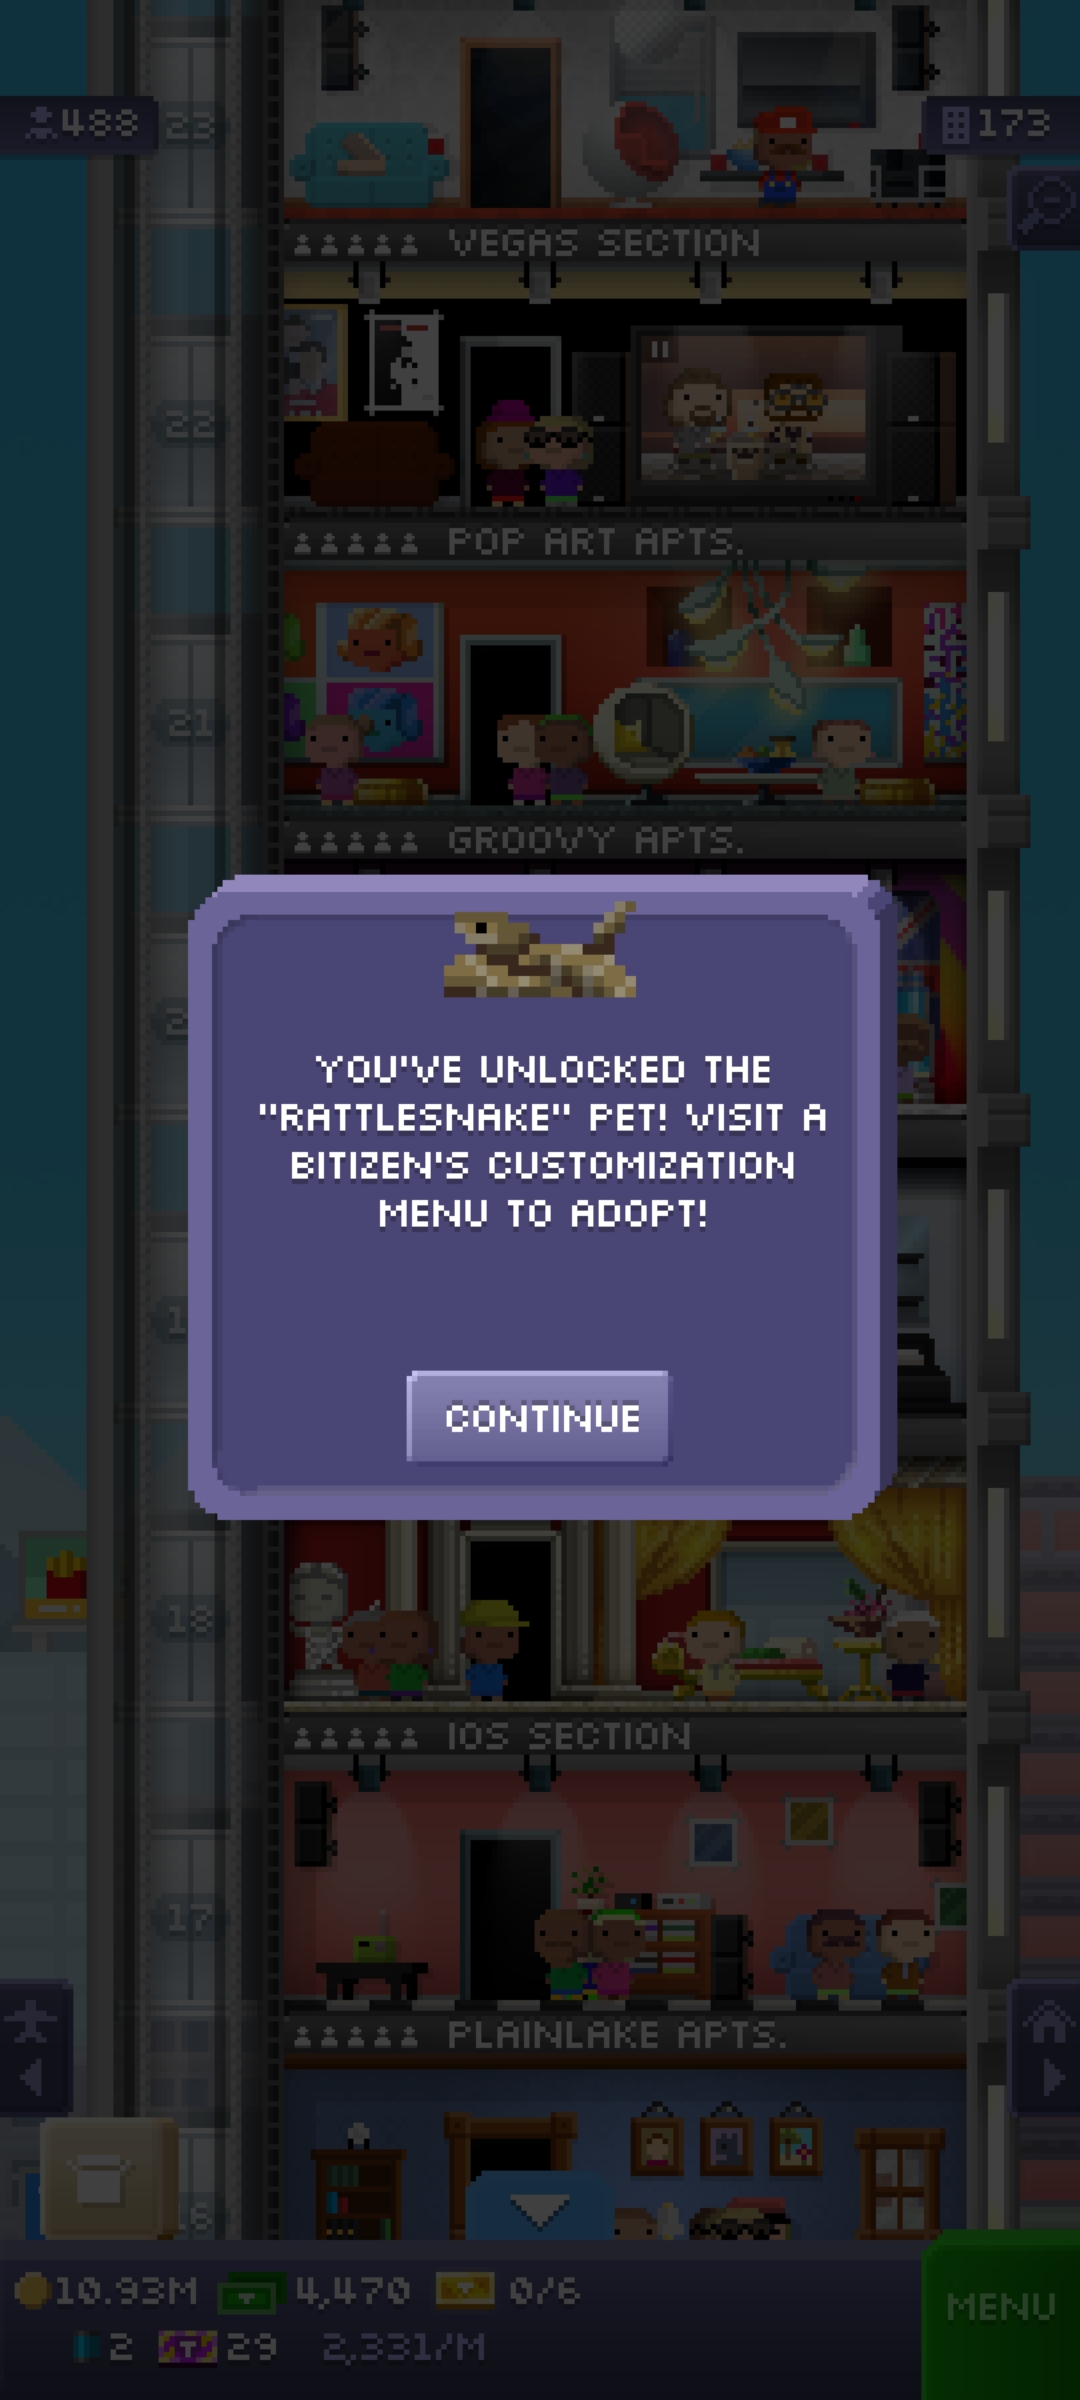 488
23
173
VEGAS SECTION
22
POP ART APTS.
21
GROOVY APTS.
YOU'VE UNLOCKED THE
"RATTLESNAKE" PET! VISIT A
BITIZEN'S CUSTOMIZATION
MENU TO ADOPT!
CONTINUE
18
IOS SECTION
17
PLAINLAKE APTS.
10.93M
4,470
0/6
MENU
2
29
2,331/M